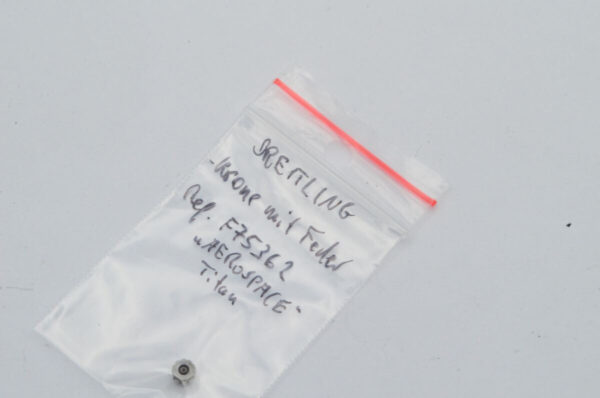 BREITLING
-Krone mit Feder
Ref. F75362
„AEROSPACE“
Titan